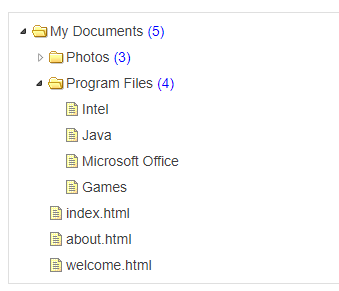 My Documents (5)
Photos (3)
Program Files (4)
Intel
Java
Microsoft Office
Games
index.html
about.html
welcome.html